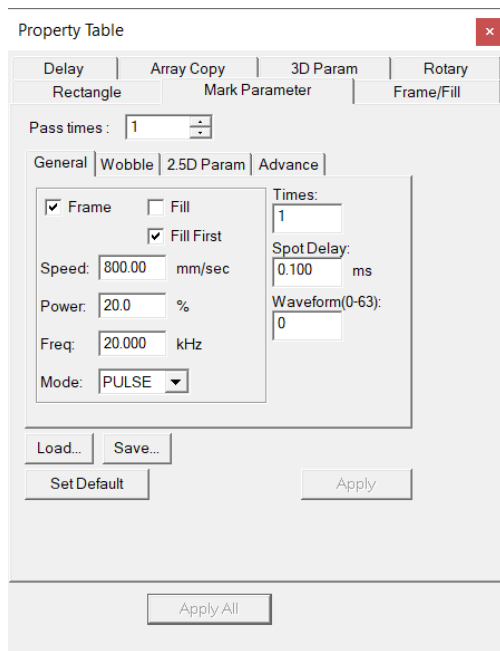 Property Table
Delay Array Copy 3D Param Rotary
Rectangle Mark Parameter Frame/Fill
Pass times : 1
General Wobble 2.5D Param Advance
Frame Fill
Fill First
Times:
1
Speed: 800.00 mm/sec
Spot Delay:
0.100 ms
Power: 20.0 %
Waveform(0-63):
0
Freq: 20.000 kHz
Mode: PULSE
Load... Save...
Set Default Apply
Apply All